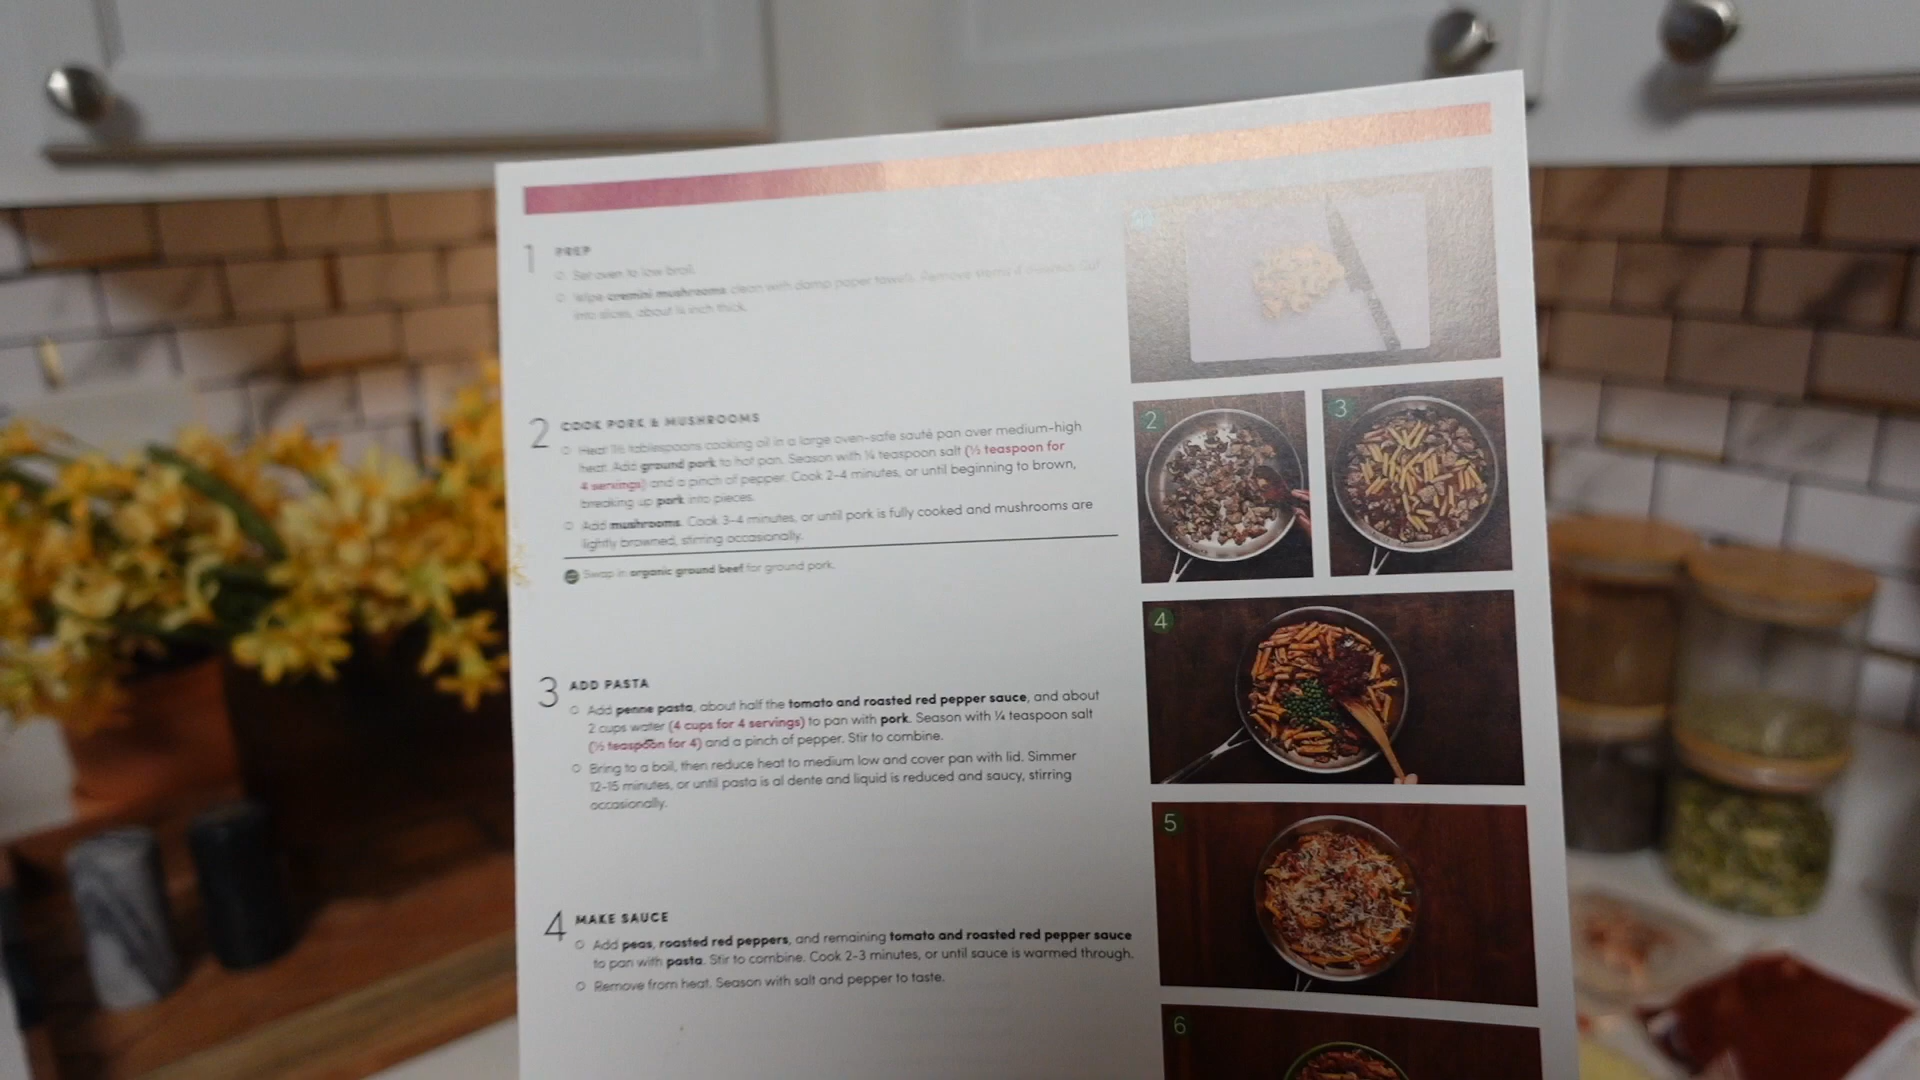 1 PREP
Set oven to low broil.
Wipe cremini mushrooms clean with damp paper towels. Remove stems if desired. Cut
into slices, about ¼ inch thick.
2 COOK PORK & MUSHROOMS
Heat 1½ tablespoons cooking oil in a large oven-safe sauté pan over medium-high
heat. Add ground pork to hot pan. Season with ¼ teaspoon salt (½ teaspoon for
4 servings) and a pinch of pepper. Cook 2–4 minutes, or until beginning to brown,
breaking up pork into pieces.
Add mushrooms. Cook 3–4 minutes, or until pork is fully cooked and mushrooms are
lightly browned, stirring occasionally.
Swap in organic ground beef for ground pork.
3 ADD PASTA
Add penne pasta, about half the tomato and roasted red pepper sauce, and about
2 cups water (4 cups for 4 servings) to pan with pork. Season with ¼ teaspoon salt
(½ teaspoon for 4) and a pinch of pepper. Stir to combine.
Bring to a boil, then reduce heat to medium low and cover pan with lid. Simmer
12-15 minutes, or until pasta is al dente and liquid is reduced and saucy, stirring
occasionally.
4 MAKE SAUCE
Add peas, roasted red peppers, and remaining tomato and roasted red pepper sauce
to pan with pasta. Stir to combine. Cook 2-3 minutes, or until sauce is warmed through.
Remove from heat. Season with salt and pepper to taste.
2
3
4
5
6